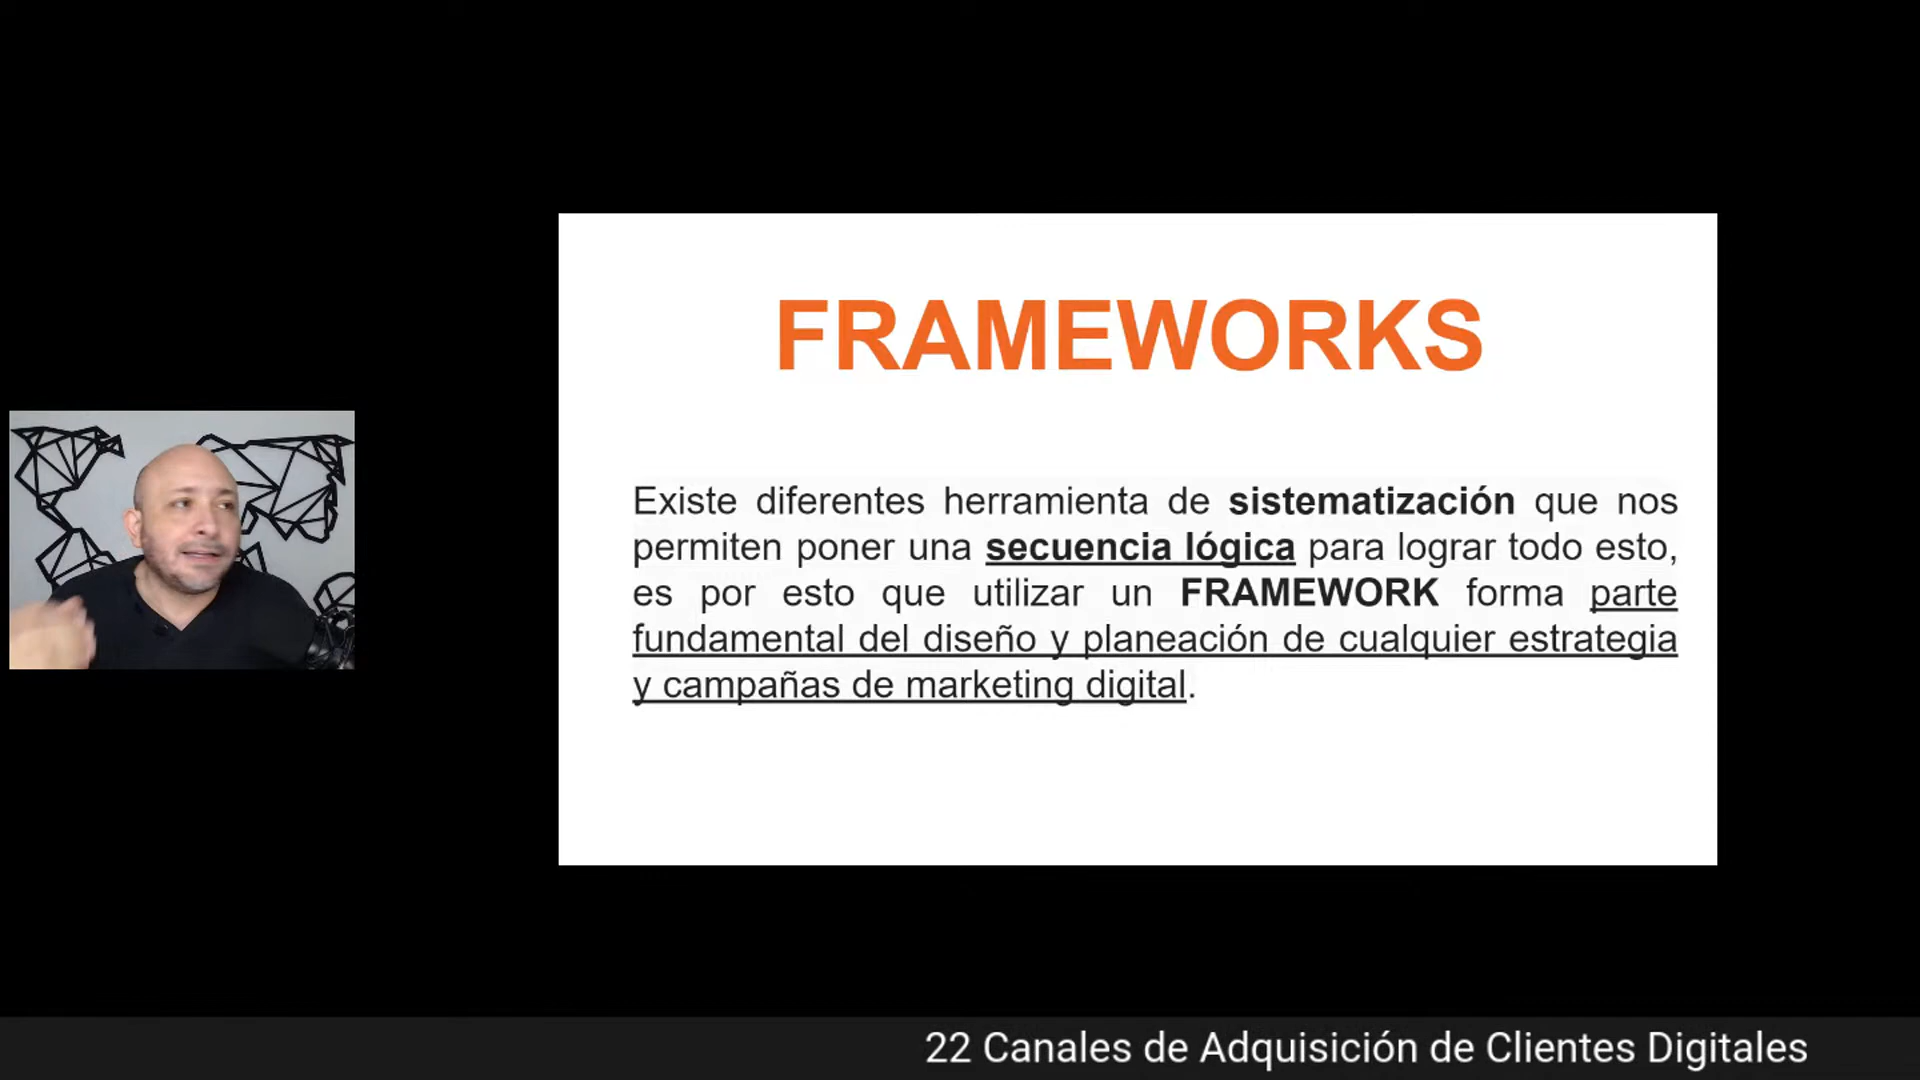 FRAMEWORKS
Existe diferentes herramienta de sistematización que nos
permiten poner una secuencia lógica para lograr todo esto,
es por esto que utilizar un FRAMEWORK forma parte
fundamental del diseño y planeación de cualquier estrategia
y campañas de marketing digital.
22 Canales de Adquisición de Clientes Digitales